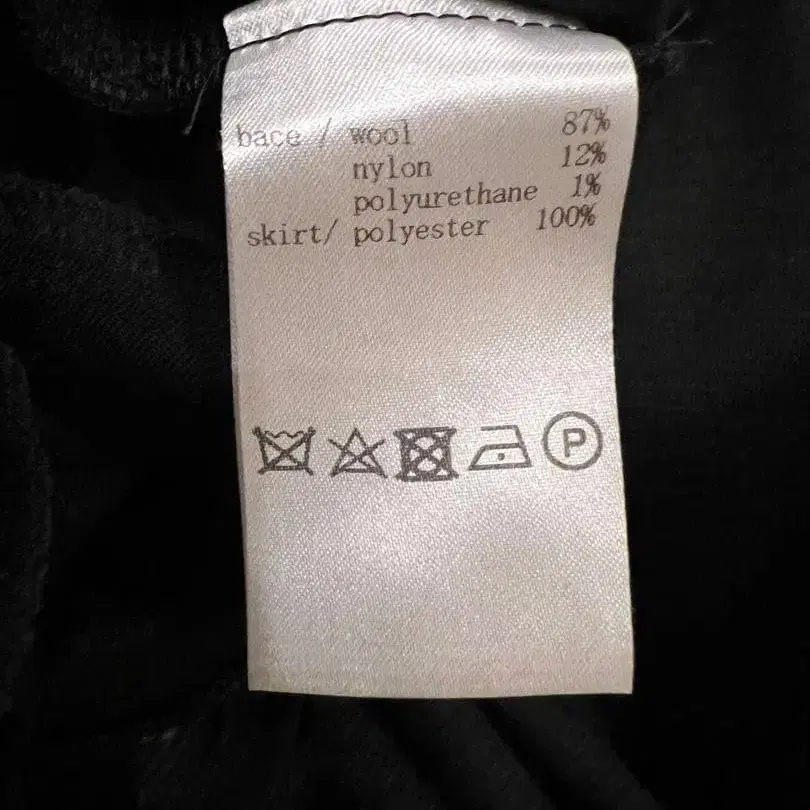 bace / wool 87%
nylon 12%
polyurethane 1%
skirt/ polyester 100%
P